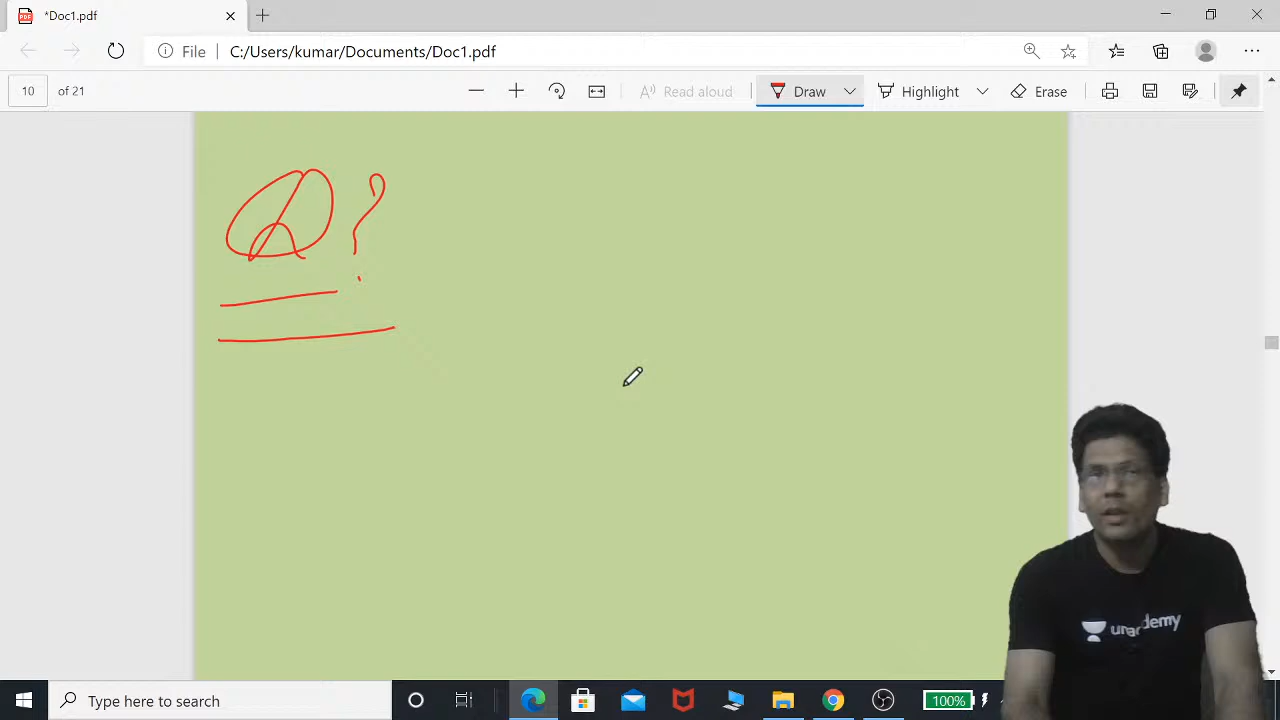 *Doc1.pdf
File C:/Users/kumar/Documents/Doc1.pdf
10 of 21 Read aloud Draw Highlight Erase
Q ?
unacademy
Type here to search 100%